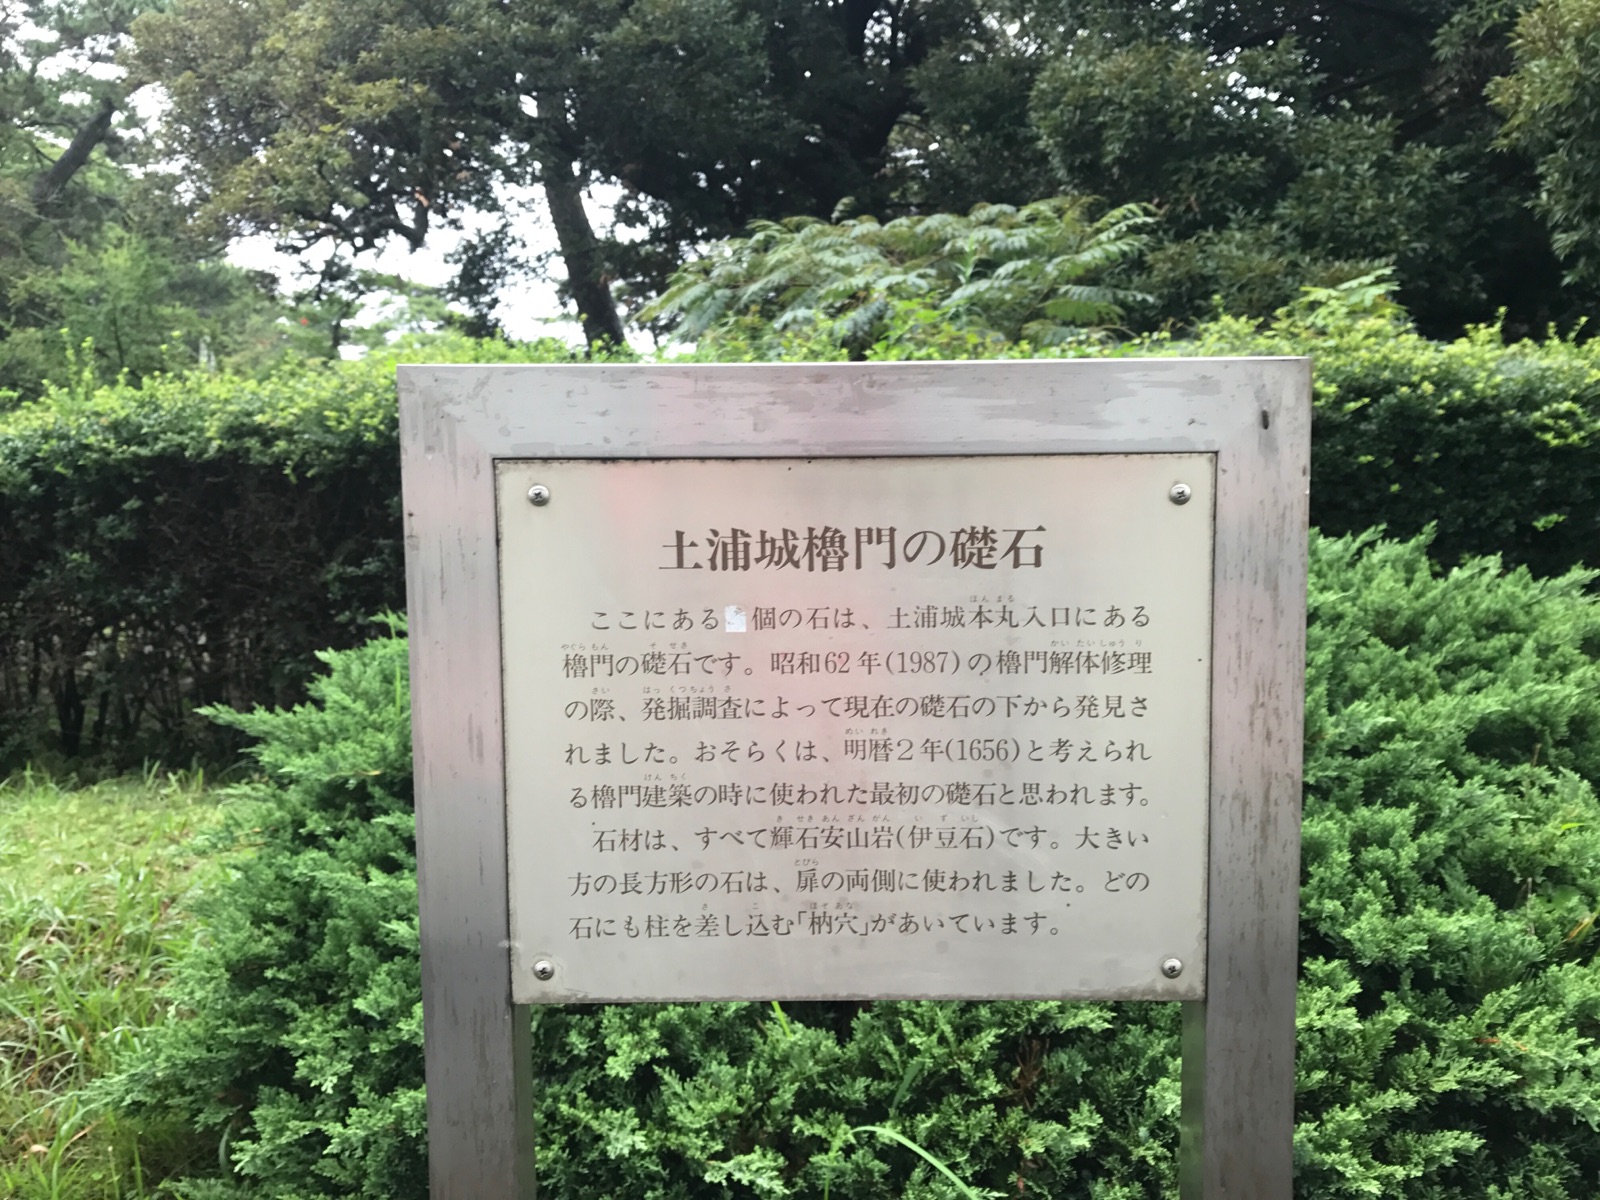 土浦城櫓門の礎石
ここにある 個の石は、土浦城本丸入口にある
櫓門の礎石です。昭和62年(1987)の櫓門解体修理
の際、発掘調査によって現在の礎石の下から発見さ
れました。おそらくは、明暦2年(1656)と考えられ
る櫓門建築の時に使われた最初の礎石と思われます。
石材は、すべて輝石安山岩(伊豆石)です。大きい
方の長方形の石は、扉の両側に使われました。どの
石にも柱を差し込む「枘穴」があいています。